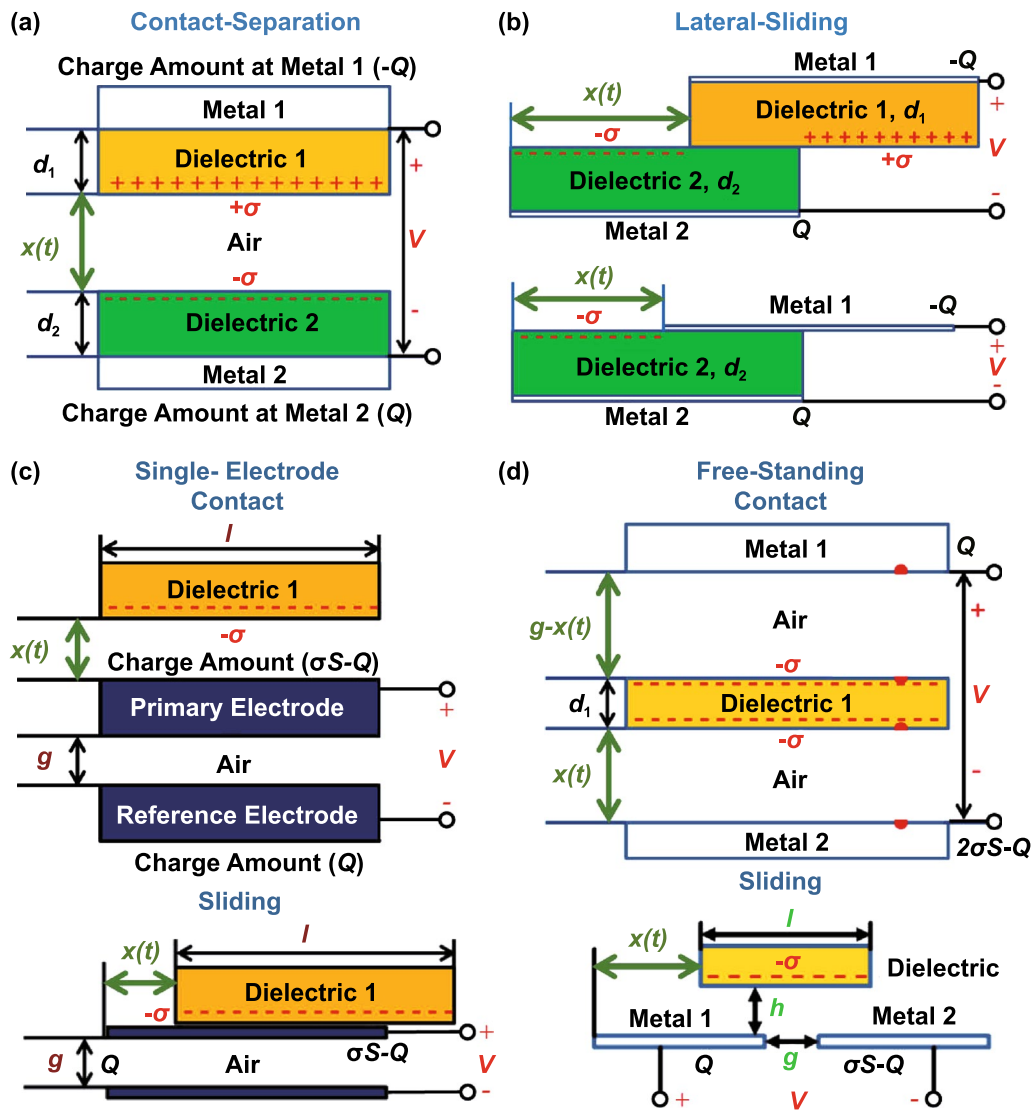 (a)
Contact-Separation
Charge Amount at Metal 1 (-Q)
Metal 1
d1
Dielectric 1
+
+ + + + + + + + + + + + +
+σ
x(t)
Air
V
-σ
d2
Dielectric 2
-
Metal 2
Charge Amount at Metal 2 (Q)
(b)
Lateral-Sliding
Metal 1
-Q
x(t)
Dielectric 1, d1
+
-σ
+ + + + + + + + + +
V
+σ
Dielectric 2, d2
-
Metal 2
Q
x(t)
-σ
Metal 1
-Q
+
Dielectric 2, d2
V
-
Metal 2
Q
(c)
Single- Electrode
Contact
l
Dielectric 1
-σ
x(t)
Charge Amount (σS-Q)
Primary Electrode
+
g
Air
V
Reference Electrode
-
Charge Amount (Q)
Sliding
l
x(t)
Dielectric 1
-σ
+
g
Q
Air
σS-Q
V
-
(d)
Free-Standing
Contact
Metal 1
Q
g-x(t)
Air
+
-σ
d1
Dielectric 1
V
-σ
x(t)
Air
-
Metal 2
2σS-Q
Sliding
l
x(t)
-σ
Dielectric
h
Metal 1
Metal 2
Q
g
σS-Q
+
V
-